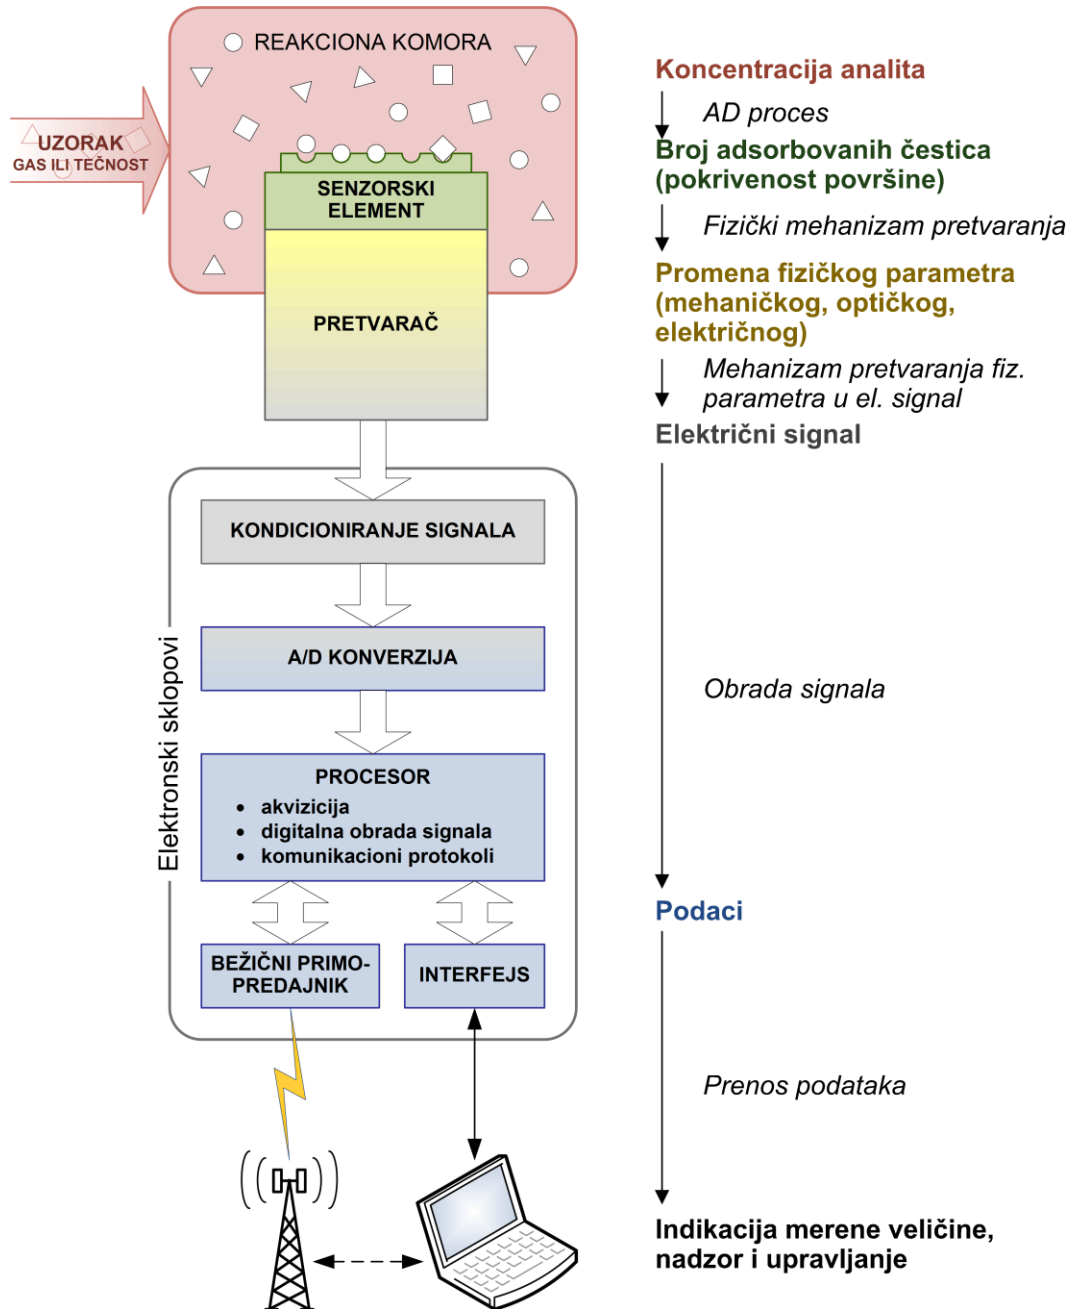 REAKCIONA KOMORA
UZORAK
GAS ILI TEČNOST
SENZORSKI
ELEMENT
PRETVARAČ
Elektronski sklopovi
KONDICIONIRANJE SIGNALA
A/D KONVERZIJA
PROCESOR
• akvizicija
• digitalna obrada signala
• komunikacioni protokoli
BEŽIČNI PRIMO-
PREDAJNIK
INTERFEJS
Koncentracija analita
AD proces
Broj adsorbovanih čestica
(pokrivenost površine)
Fizički mehanizam pretvaranja
Promena fizičkog parametra
(mehaničkog, optičkog,
električnog)
Mehanizam pretvaranja fiz.
parametra u el. signal
Električni signal
Obrada signala
Podaci
Prenos podataka
Indikacija merene veličine,
nadzor i upravljanje